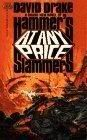 DAVID DRAKE
HAMMER'S
AT ANY
PRICE
SLAMMERS